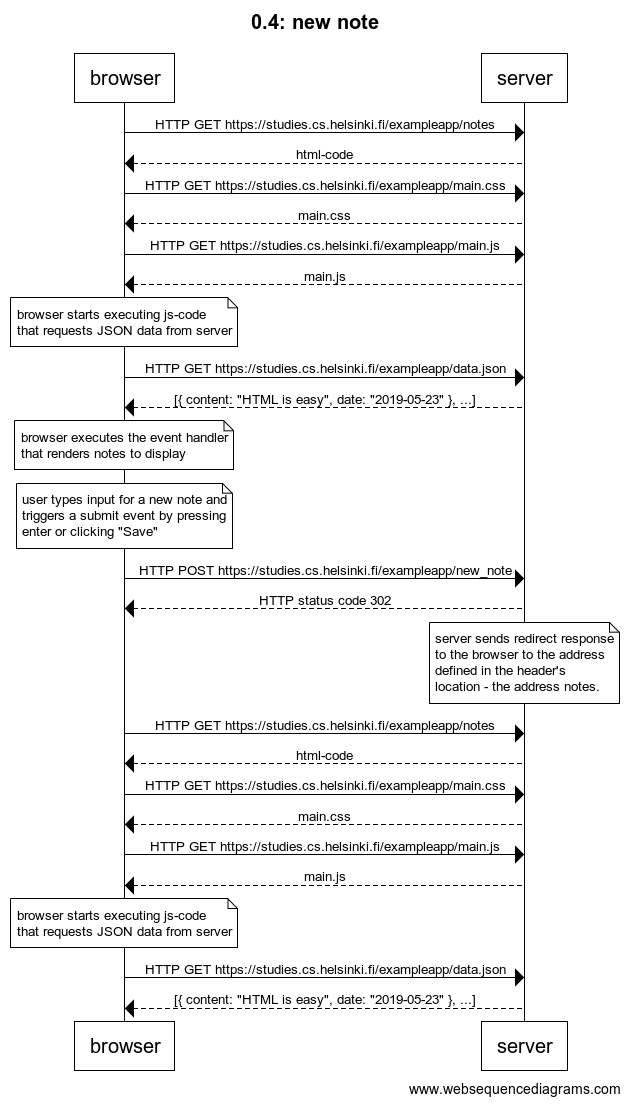 0.4: new note
browser
server
HTTP GET https://studies.cs.helsinki.fi/exampleapp/notes
html-code
HTTP GET https://studies.cs.helsinki.fi/exampleapp/main.css
main.css
HTTP GET https://studies.cs.helsinki.fi/exampleapp/main.js
main.js
browser starts executing js-code
that requests JSON data from server
HTTP GET https://studies.cs.helsinki.fi/exampleapp/data.json
[{ content: "HTML is easy", date: "2019-05-23" }, ...]
browser executes the event handler
that renders notes to display
user types input for a new note and
triggers a submit event by pressing
enter or clicking "Save"
HTTP POST https://studies.cs.helsinki.fi/exampleapp/new_note
HTTP status code 302
server sends redirect response
to the browser to the address
defined in the header's
location - the address notes.
HTTP GET https://studies.cs.helsinki.fi/exampleapp/notes
html-code
HTTP GET https://studies.cs.helsinki.fi/exampleapp/main.css
main.css
HTTP GET https://studies.cs.helsinki.fi/exampleapp/main.js
main.js
browser starts executing js-code
that requests JSON data from server
HTTP GET https://studies.cs.helsinki.fi/exampleapp/data.json
[{ content: "HTML is easy", date: "2019-05-23" }, ...]
browser
server
www.websequencediagrams.com